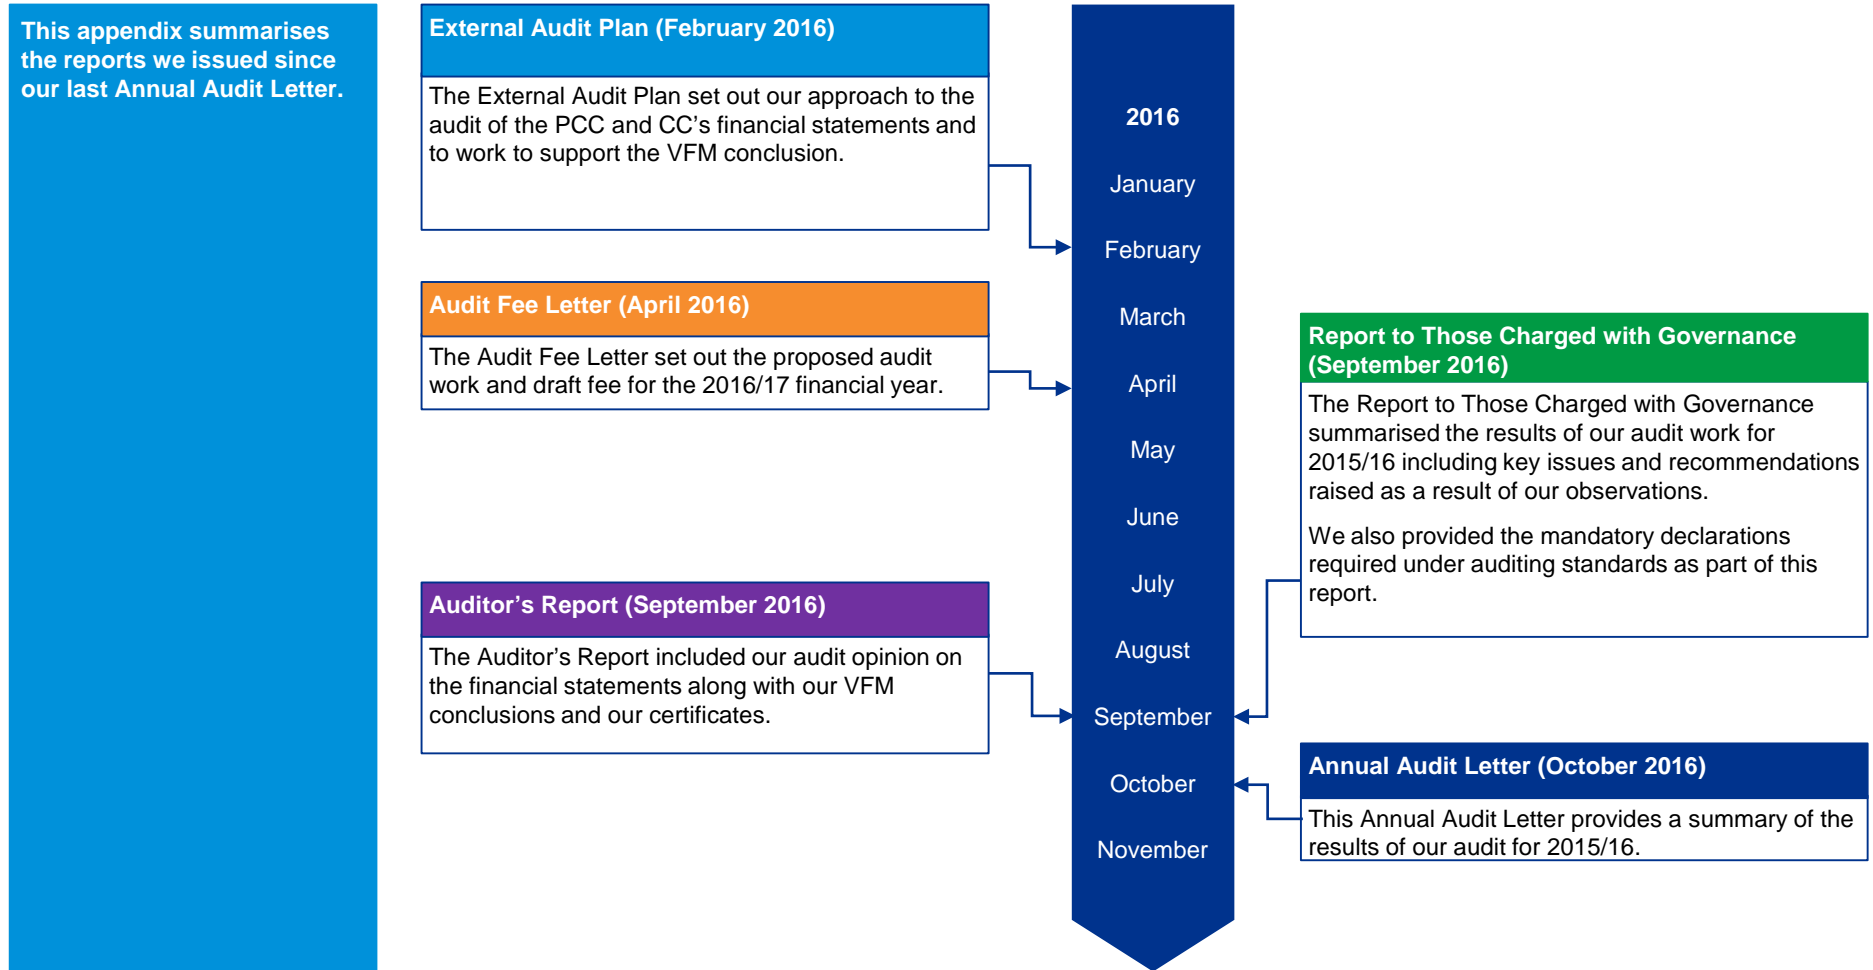 This appendix summarises
the reports we issued since
our last Annual Audit Letter.
External Audit Plan (February 2016)
The External Audit Plan set out our approach to the
audit of the PCC and CC’s financial statements and
to work to support the VFM conclusion.
Audit Fee Letter (April 2016)
The Audit Fee Letter set out the proposed audit
work and draft fee for the 2016/17 financial year.
Auditor’s Report (September 2016)
The Auditor’s Report included our audit opinion on
the financial statements along with our VFM
conclusions and our certificates.
2016
January
February
March
April
May
June
July
August
September
October
November
Report to Those Charged with Governance
(September 2016)
The Report to Those Charged with Governance
summarised the results of our audit work for
2015/16 including key issues and recommendations
raised as a result of our observations.
We also provided the mandatory declarations
required under auditing standards as part of this
report.
Annual Audit Letter (October 2016)
This Annual Audit Letter provides a summary of the
results of our audit for 2015/16.